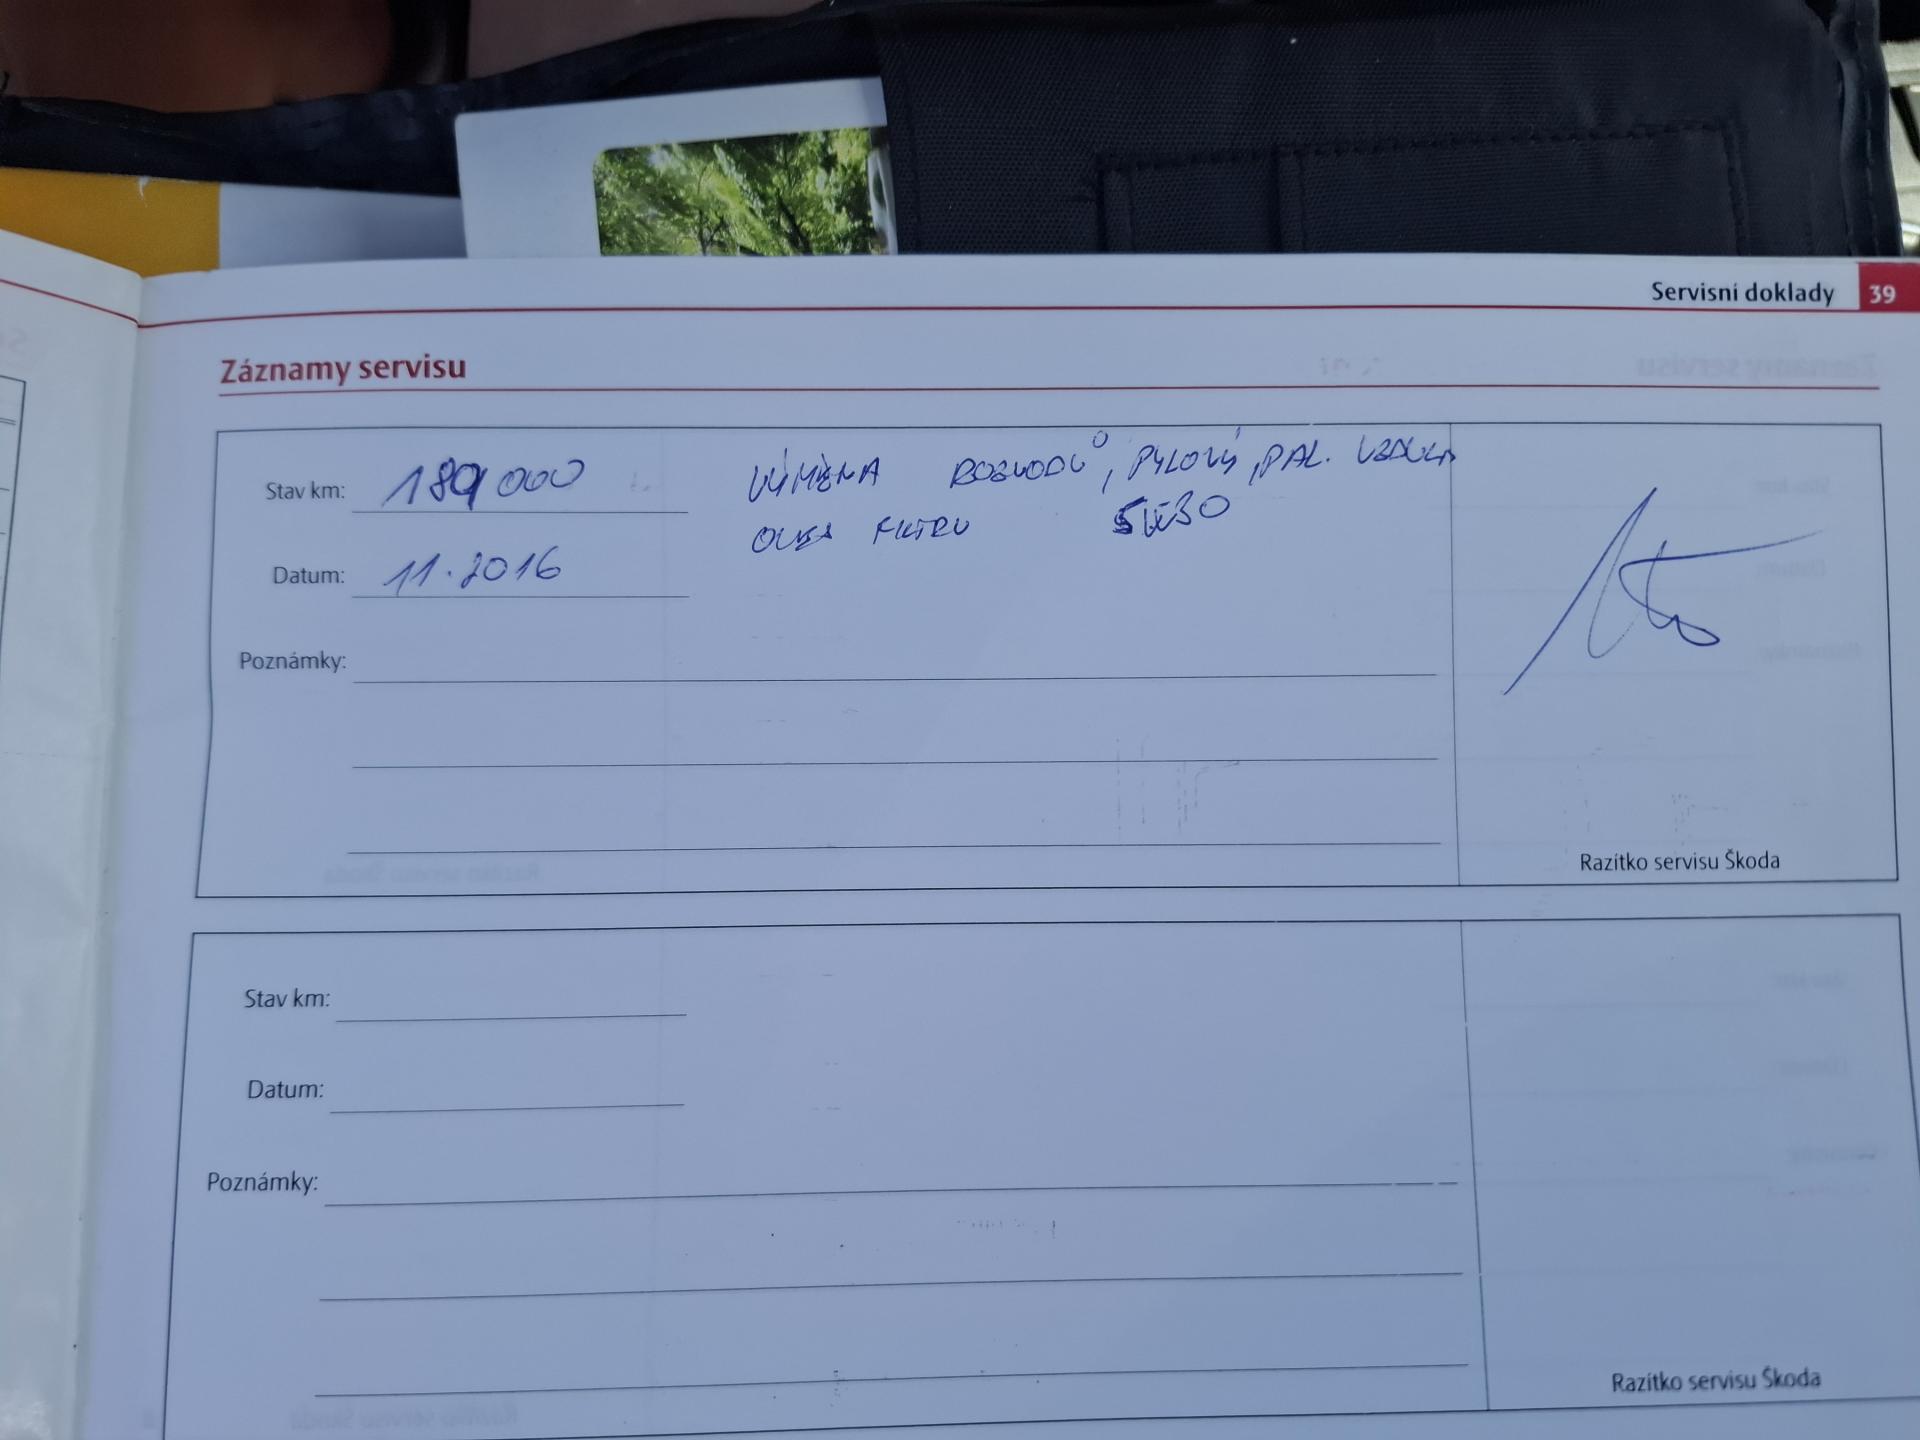 Servisní doklady 39
Záznamy servisu
Stav km: 189 000
VÝMĚNA ROZVODŮ, PYLOVÝ, PAL. VZDUCH
OLEJ FILTRU
Datum: 11.2016
Poznámky:
Razítko servisu Škoda
Stav km:
Datum:
Poznámky:
Razítko servisu Škoda